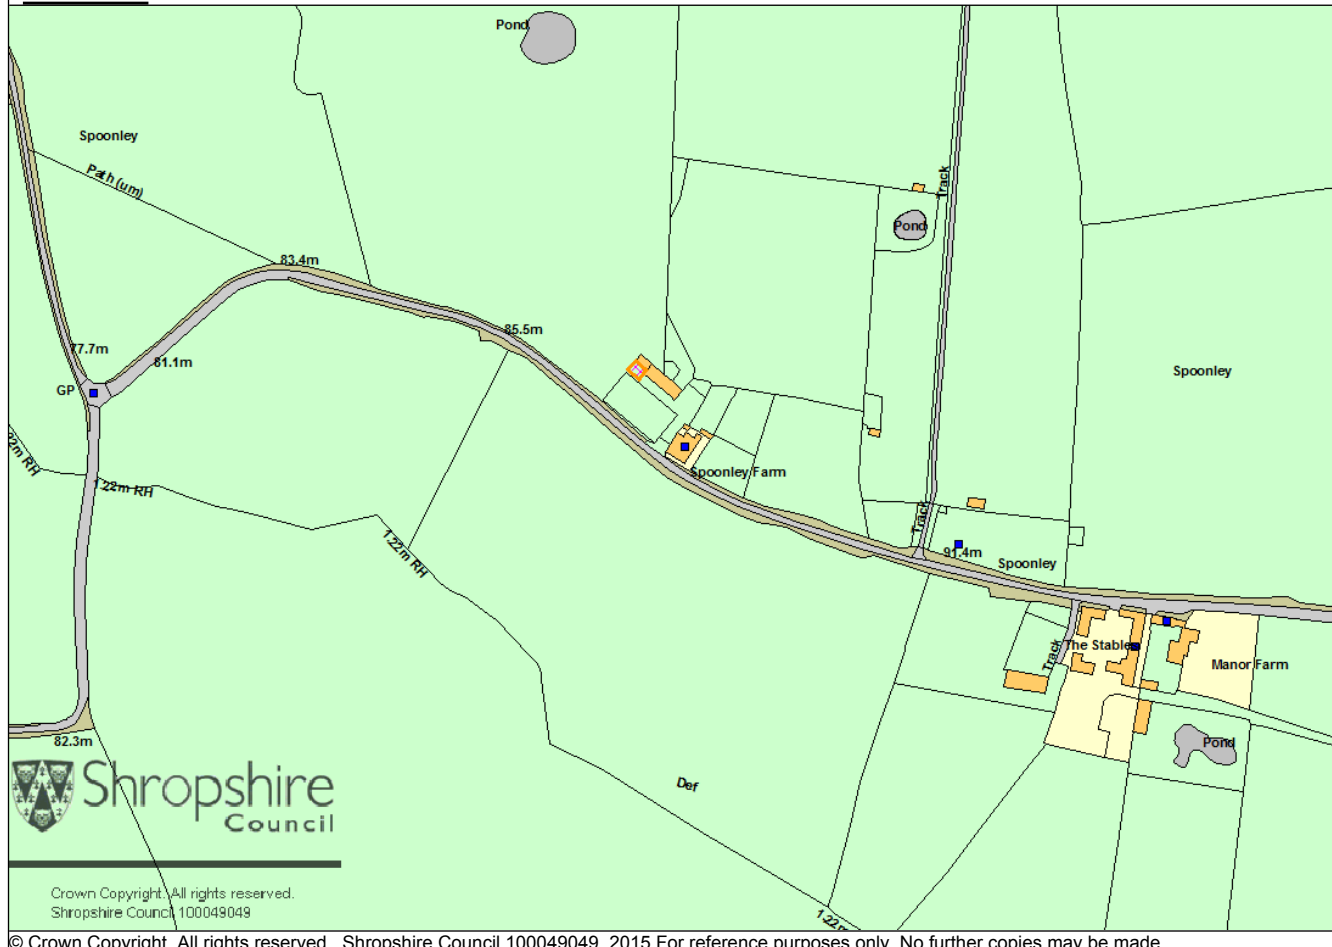 Pond
Spoonley
Path (um)
Track
Pond
83.4m
85.5m
77.7m
81.1m
GP
Spoonley
22m RH
1.22m RH
Spoonley Farm
Track
1.22m RH
91.4m
Spoonley
The Stables
Track
Manor Farm
82.3m
Pond
Def
Shropshire
Council
Crown Copyright. All rights reserved.
Shropshire Council 100049049
1.22m
© Crown Copyright. All rights reserved. Shropshire Council 100049049. 2015 For reference purposes only. No further copies may be made.